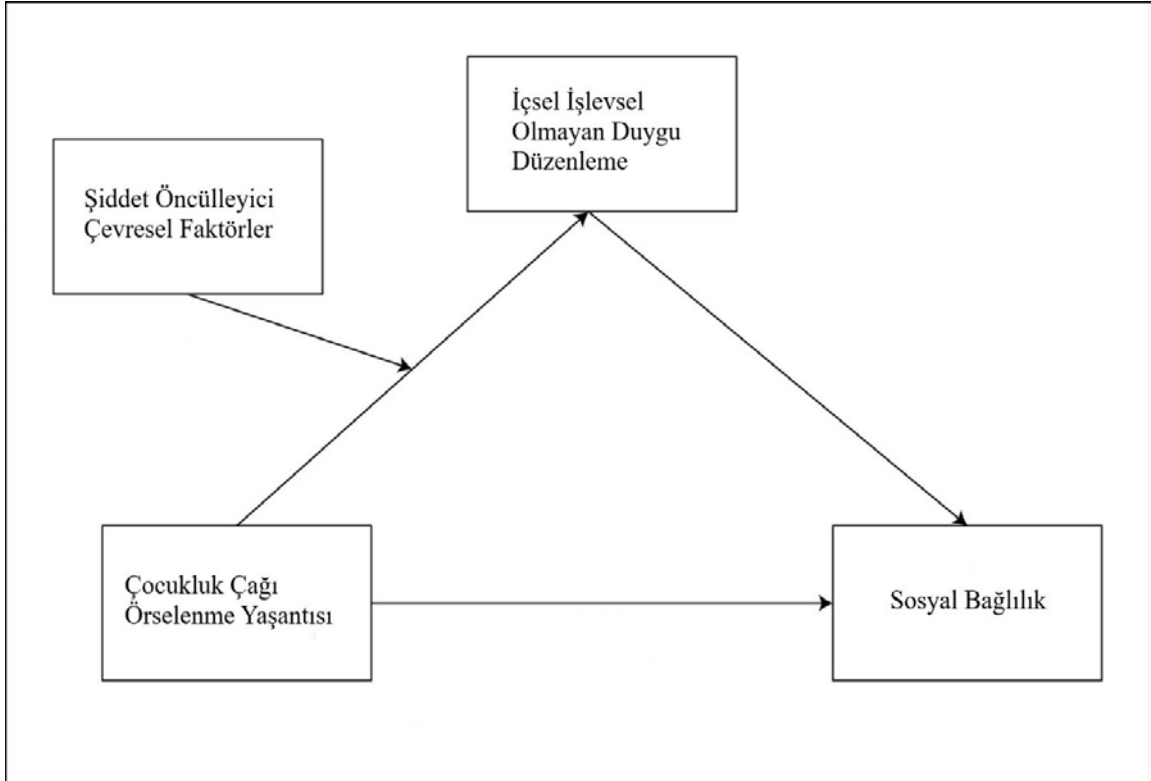 İçsel İşlevsel
Olmayan Duygu
Düzenleme
Şiddet Öncülleyici
Çevresel Faktörler
Çocukluk Çağı
Örselenme Yaşantısı
Sosyal Bağlılık